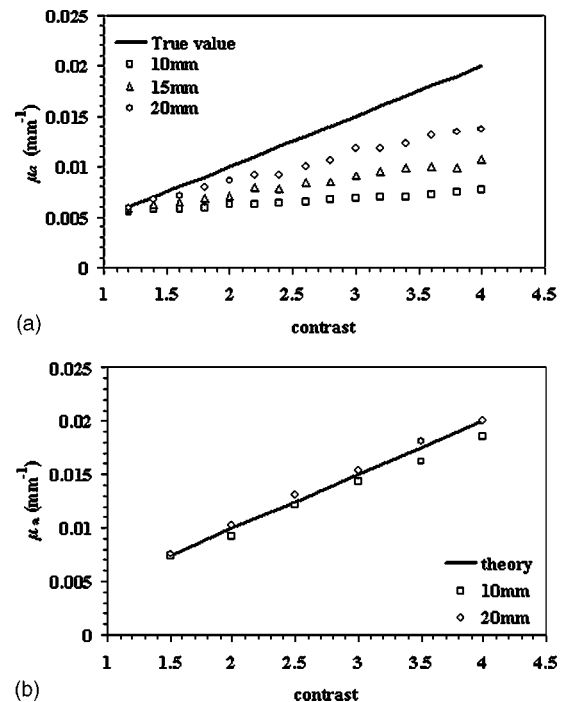 0.025
0.02
0.015
0.01
0.005
0
μa (mm-1)
True value
10mm
15mm
20mm
1 1.5 2 2.5 3 3.5 4 4.5
contrast
(a)
0.025
0.02
0.015
0.01
0.005
0
μa (mm-1)
theory
10mm
20mm
1 1.5 2 2.5 3 3.5 4 4.5
contrast
(b)